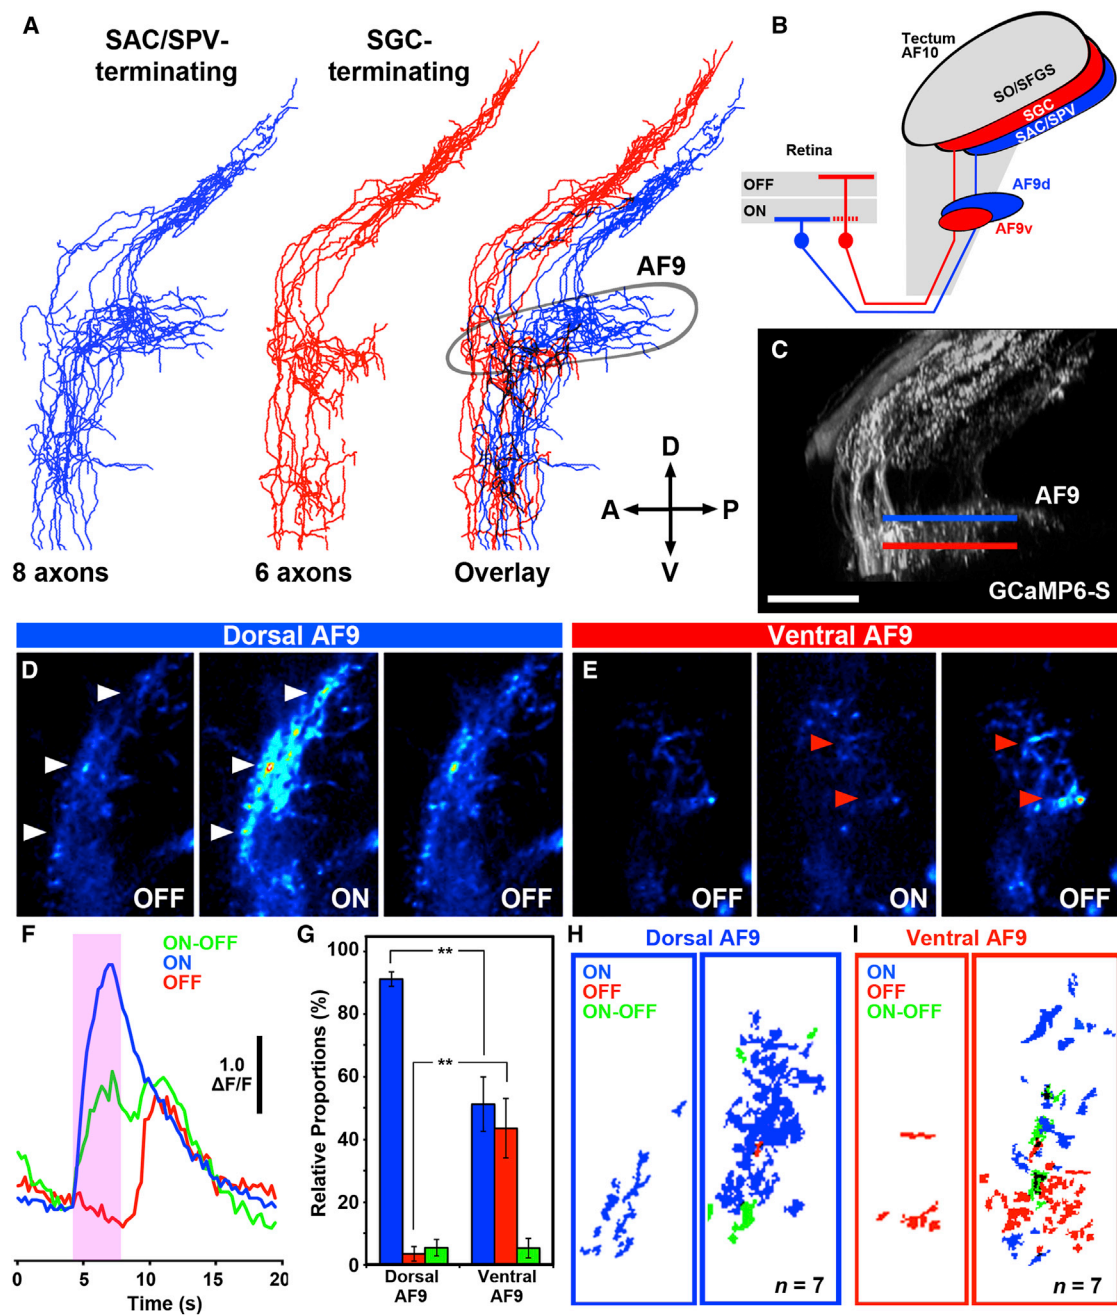 A
SAC/SPV-
terminating
SGC-
terminating
AF9
D
A
P
V
8 axons
6 axons
Overlay
B
Tectum
AF10
SO/SFGS
SGC
SAC/SPV
Retina
OFF
ON
AF9d
AF9v
C
AF9
GCaMP6-S
Dorsal AF9
Ventral AF9
D
OFF
ON
OFF
E
OFF
ON
OFF
F
ON-OFF
ON
OFF
1.0
ΔF/F
0
5
10
15
20
Time (s)
G
Relative Proportions (%)
100
80
60
40
20
0
**
**
Dorsal
AF9
Ventral
AF9
H
Dorsal AF9
ON
OFF
ON-OFF
n = 7
I
Ventral AF9
ON
OFF
ON-OFF
n = 7